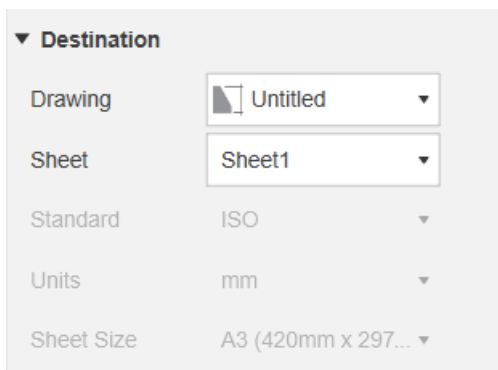 Destination
Drawing Untitled
Sheet Sheet1
Standard ISO
Units mm
Sheet Size A3 (420mm x 297...